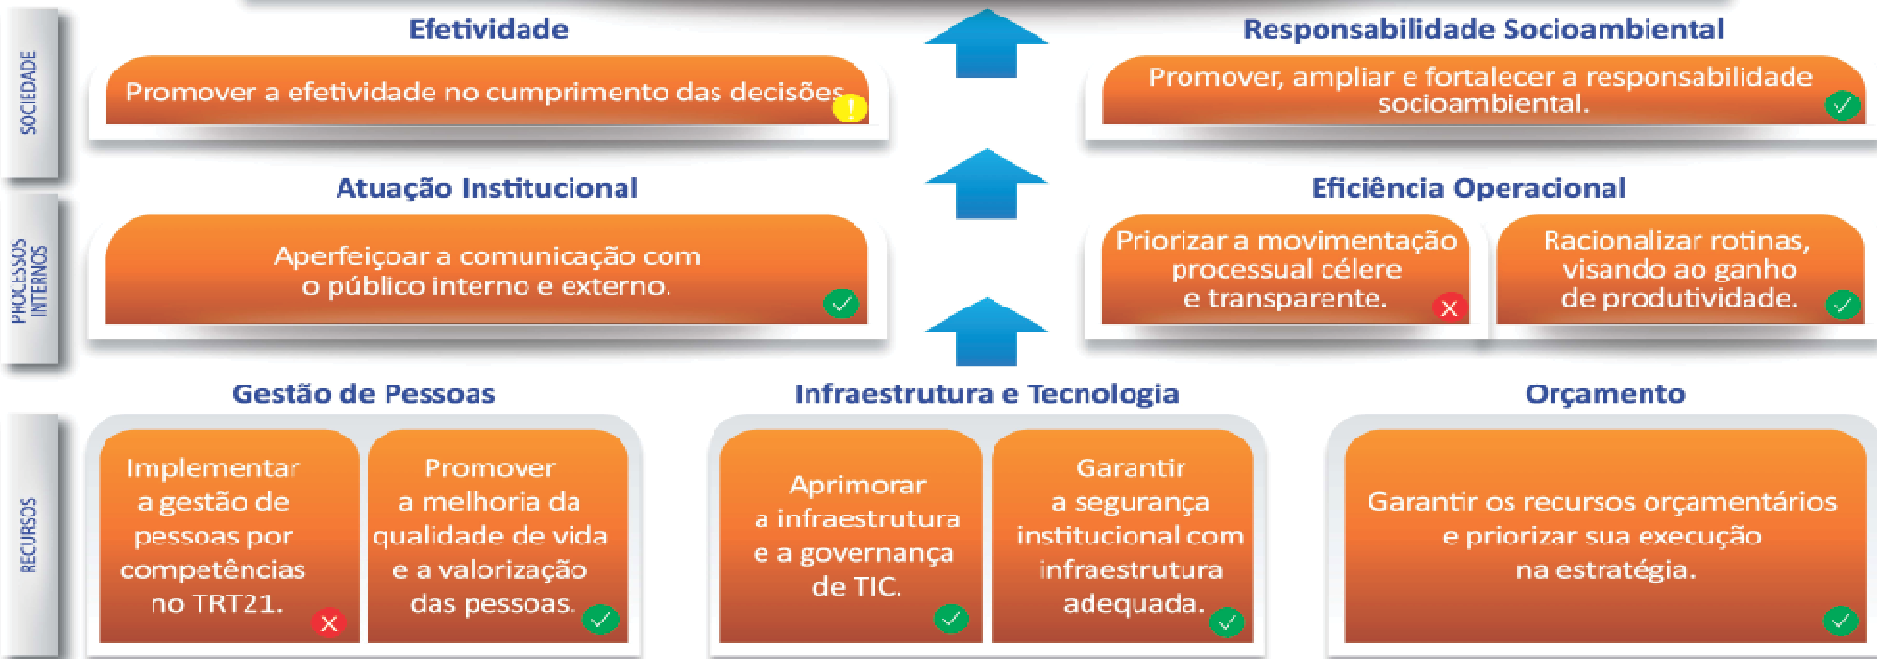 SOCIEDADE
Efetividade
Promover a efetividade no cumprimento das decisões.
!
Responsabilidade Socioambiental
Promover, ampliar e fortalecer a responsabilidade
socioambiental.
PROCESSOS
INTERNOS
Atuação Institucional
Aperfeiçoar a comunicação com
o público interno e externo.
Eficiência Operacional
Priorizar a movimentação
processual célere
e transparente.
Racionalizar rotinas,
visando ao ganho
de produtividade.
RECURSOS
Gestão de Pessoas
Implementar
a gestão de
pessoas por
competências
no TRT21.
Promover
a melhoria da
qualidade de vida
e a valorização
das pessoas.
Infraestrutura e Tecnologia
Aprimorar
a infraestrutura
e a governança
de TIC.
Garantir
a segurança
institucional com
infraestrutura
adequada.
Orçamento
Garantir os recursos orçamentários
e priorizar sua execução
na estratégia.